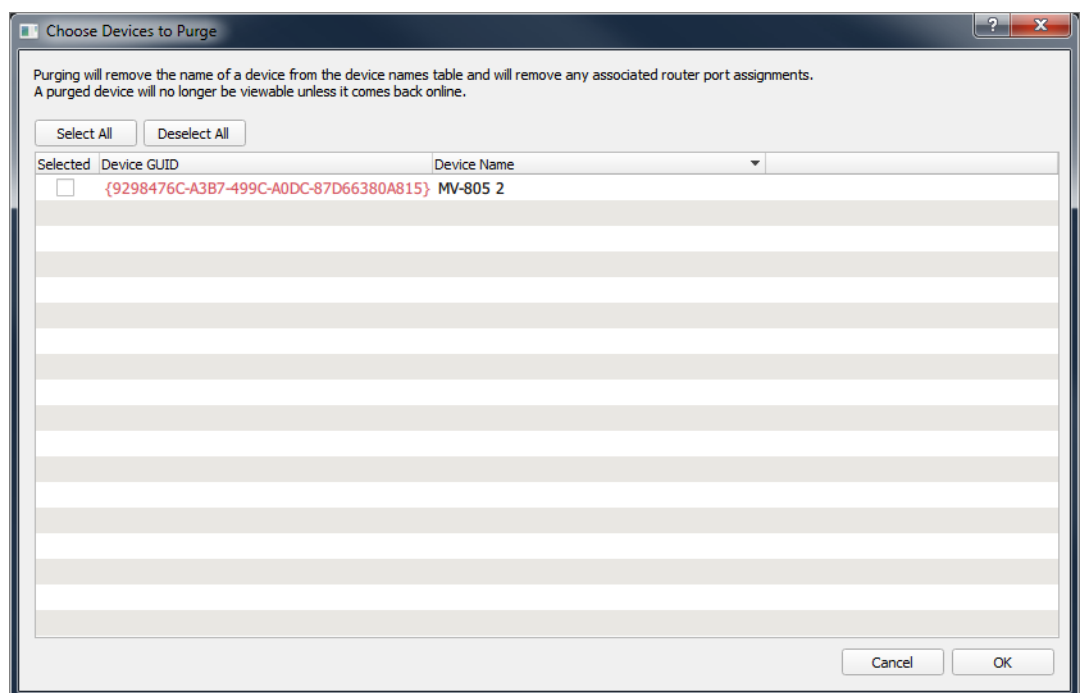 Choose Devices to Purge
?
X
Purging will remove the name of a device from the device names table and will remove any associated router port assignments.
A purged device will no longer be viewable unless it comes back online.
Select All Deselect All
Selected Device GUID Device Name
{9298476C-A3B7-499C-A0DC-87D66380A815} MV-805 2
Cancel OK